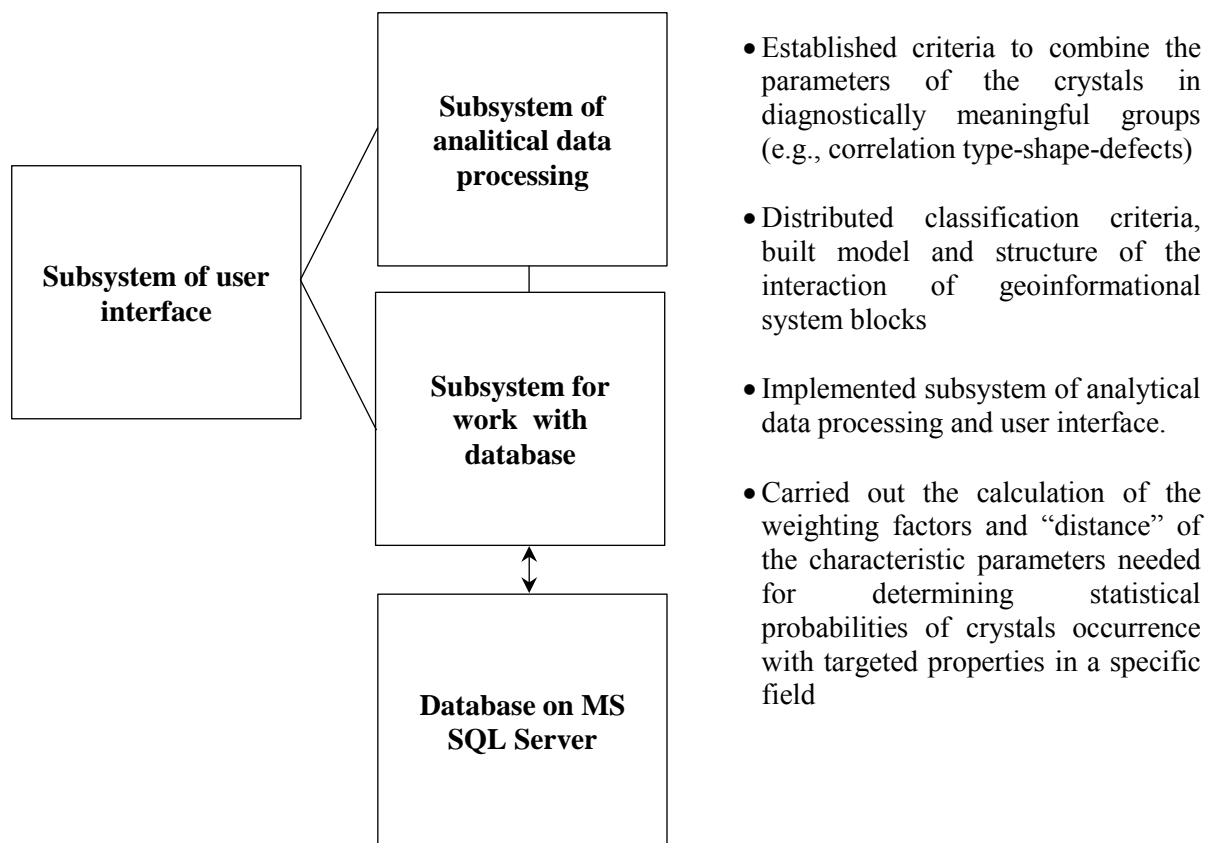 Subsystem of
analitical data
processing
Subsystem of user
interface
Subsystem for
work with
database
Database on MS
SQL Server
• Established criteria to combine the
parameters of the crystals in
diagnostically meaningful groups
(e.g., correlation type-shape-defects)
• Distributed classification criteria,
built model and structure of the
interaction of geoinformational
system blocks
• Implemented subsystem of analytical
data processing and user interface.
• Carried out the calculation of the
weighting factors and “distance” of
the characteristic parameters needed
for determining statistical
probabilities of crystals occurrence
with targeted properties in a specific
field